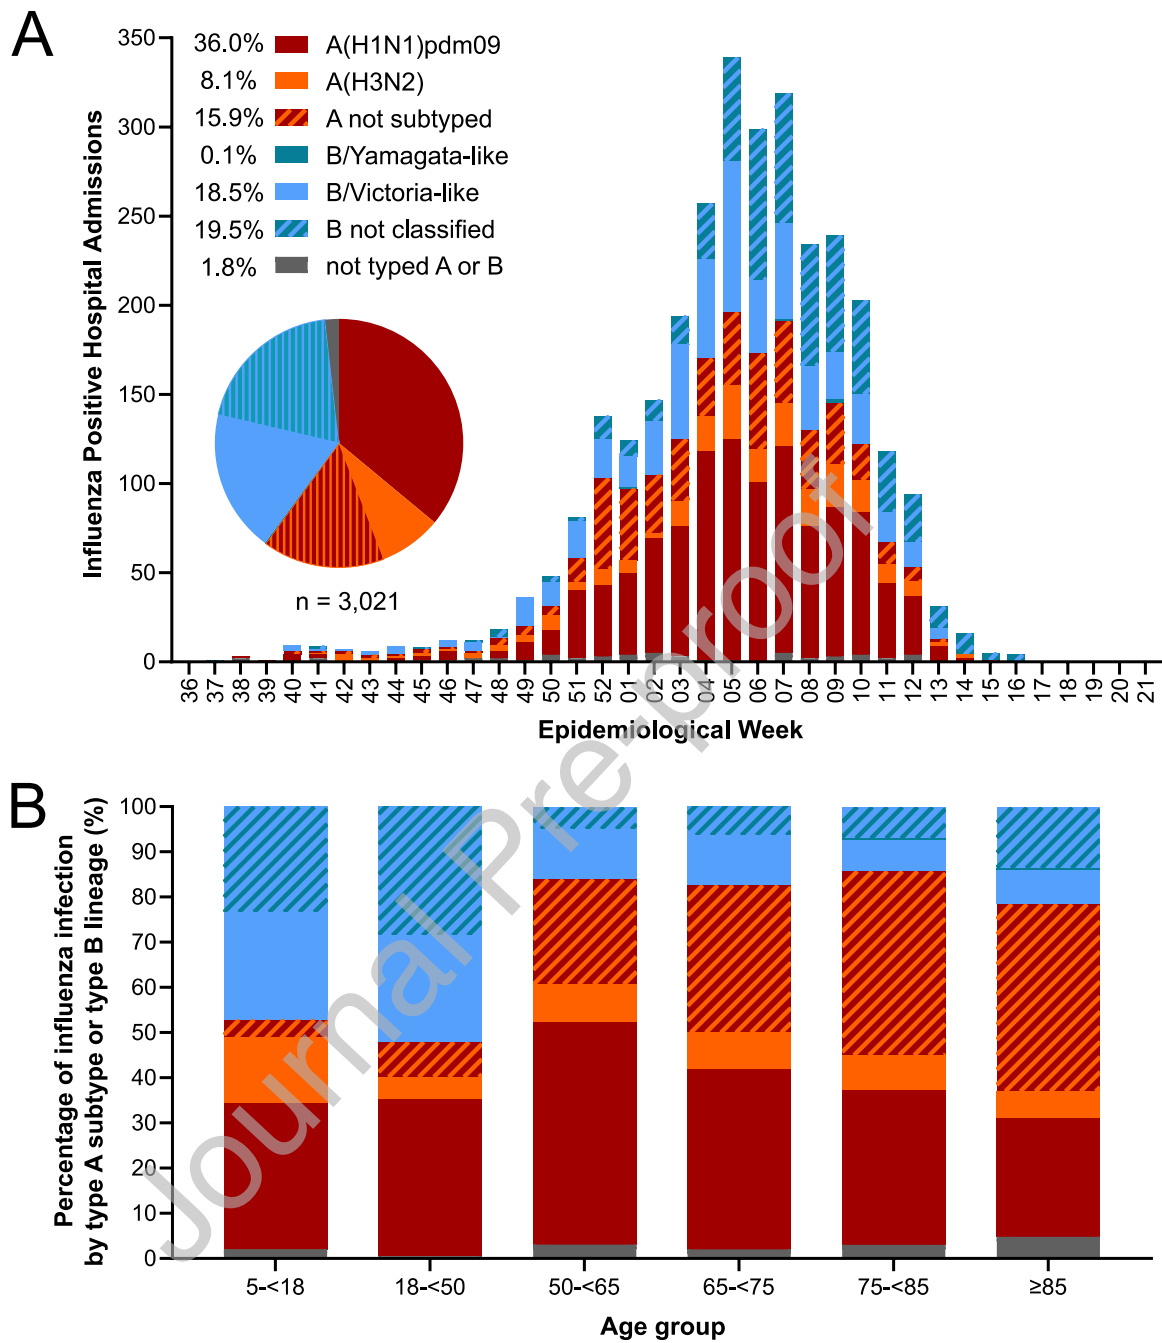 A
350
300
250
200
150
100
50
0
Influenza Positive Hospital Admissions
36.0% A(H1N1)pdm09
8.1% A(H3N2)
15.9% A not subtyped
0.1% B/Yamagata-like
18.5% B/Victoria-like
19.5% B not classified
1.8% not typed A or B
n = 3,021
36 37 38 39 40 41 42 43 44 45 46 47 48 49 50 51 52 01 02 03 04 05 06 07 08 09 10 11 12 13 14 15 16 17 18 19 20 21
Epidemiological Week
B
100
90
80
70
60
50
40
30
20
10
0
Percentage of influenza infection
by type A subtype or type B lineage (%)
5-<18 18-<50 50-<65 65-<75 75-<85 ≥85
Age group
Journal Pre-proof